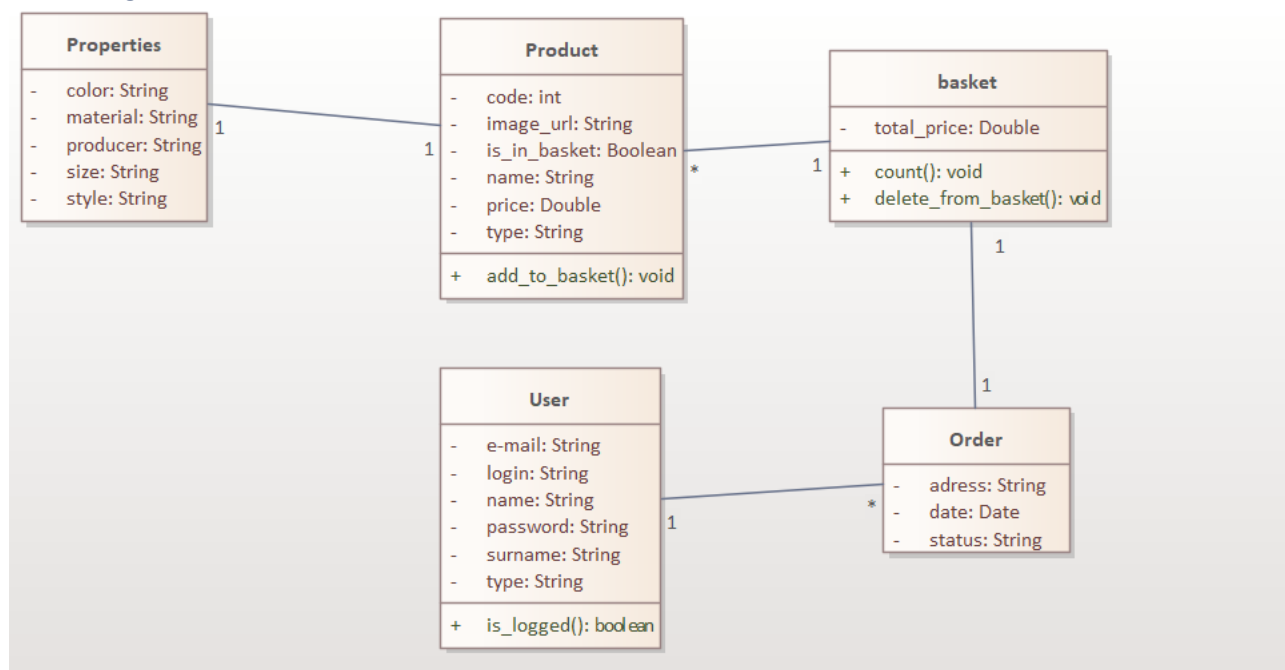 Properties
- color: String
- material: String
- producer: String
- size: String
- style: String
1
Product
- code: int
- image_url: String
- is_in_basket: Boolean
- name: String
- price: Double
- type: String
+ add_to_basket(): void
1
*
basket
- total_price: Double
+ count(): void
+ delete_from_basket(): void
1
1
1
User
- e-mail: String
- login: String
- name: String
- password: String
- surname: String
- type: String
+ is_logged(): boolean
1
*
Order
- adress: String
- date: Date
- status: String